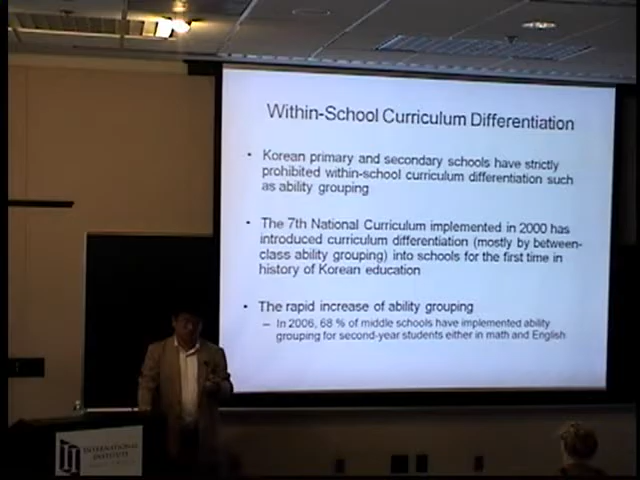 Within-School Curriculum Differentiation
• Korean primary and secondary schools have strictly
prohibited within-school curriculum differentiation such
as ability grouping
• The 7th National Curriculum implemented in 2000 has
introduced curriculum differentiation (mostly by between-
class ability grouping) into schools for the first time in
history of Korean education
• The rapid increase of ability grouping
– In 2006, 68 % of middle schools have implemented ability
grouping for second-year students either in math and English
INTERNATIONAL
INSTITUTE